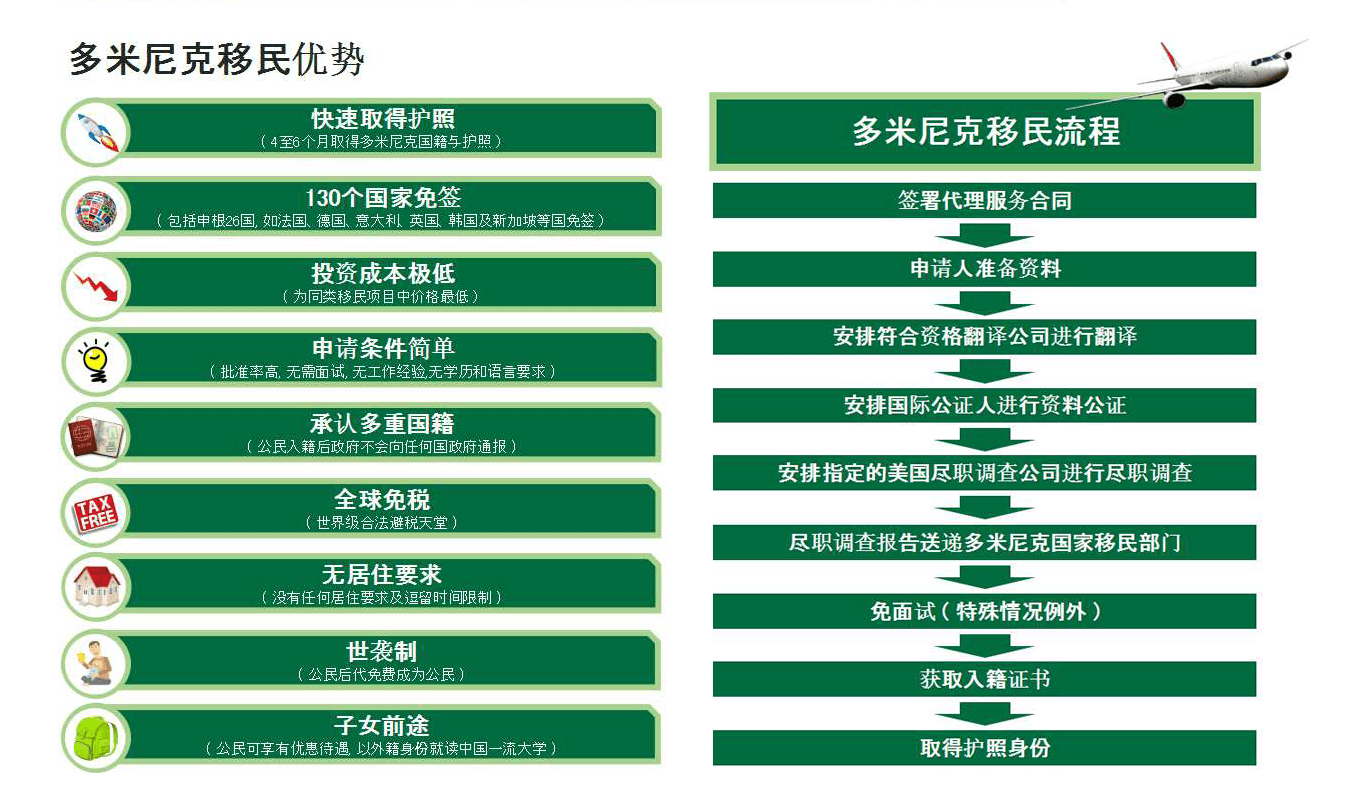 多米尼克移民优势
快速取得护照
（4至6个月取得多米尼克国籍与护照）
130个国家免签
（包括申根26国, 如法国、德国、意大利、英国、韩国及新加坡等国免签）
投资成本极低
（为同类移民项目中价格最低）
申请条件简单
（批准率高, 无需面试, 无工作经验,无学历和语言要求）
承认多重国籍
（公民入籍后政府不会向任何国政府通报）
TAX
FREE
全球免税
（世界级合法避税天堂）
无居住要求
（没有任何居住要求及逗留时间限制）
世袭制
（公民后代免费成为公民）
子女前途
（公民可享有优惠待遇, 以外籍身份就读中国一流大学）
多米尼克移民流程
签署代理服务合同
申请人准备资料
安排符合资格翻译公司进行翻译
安排国际公证人进行资料公证
安排指定的美国尽职调查公司进行尽职调查
尽职调查报告送递多米尼克国家移民部门
免面试（特殊情况例外）
获取入籍证书
取得护照身份